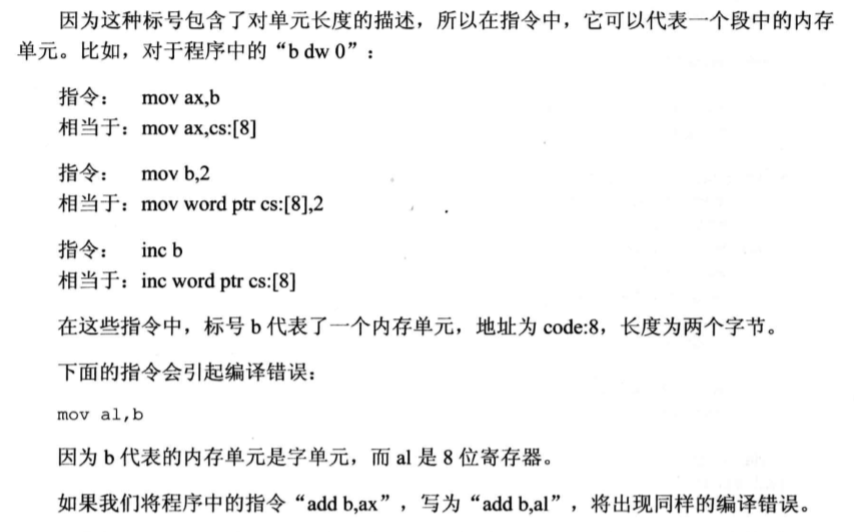 因为这种标号包含了对单元长度的描述，所以在指令中，它可以代表一个段中的内存
单元。比如，对于程序中的“b dw 0”：
指令： mov ax,b
相当于：mov ax,cs:[8]
指令： mov b,2
相当于：mov word ptr cs:[8],2
指令： inc b
相当于：inc word ptr cs:[8]
在这些指令中，标号 b 代表了一个内存单元，地址为 code:8，长度为两个字节。
下面的指令会引起编译错误：
mov al,b
因为 b 代表的内存单元是字单元，而 al 是 8 位寄存器。
如果我们将程序中的指令“add b,ax”，写为“add b,al”，将出现同样的编译错误。